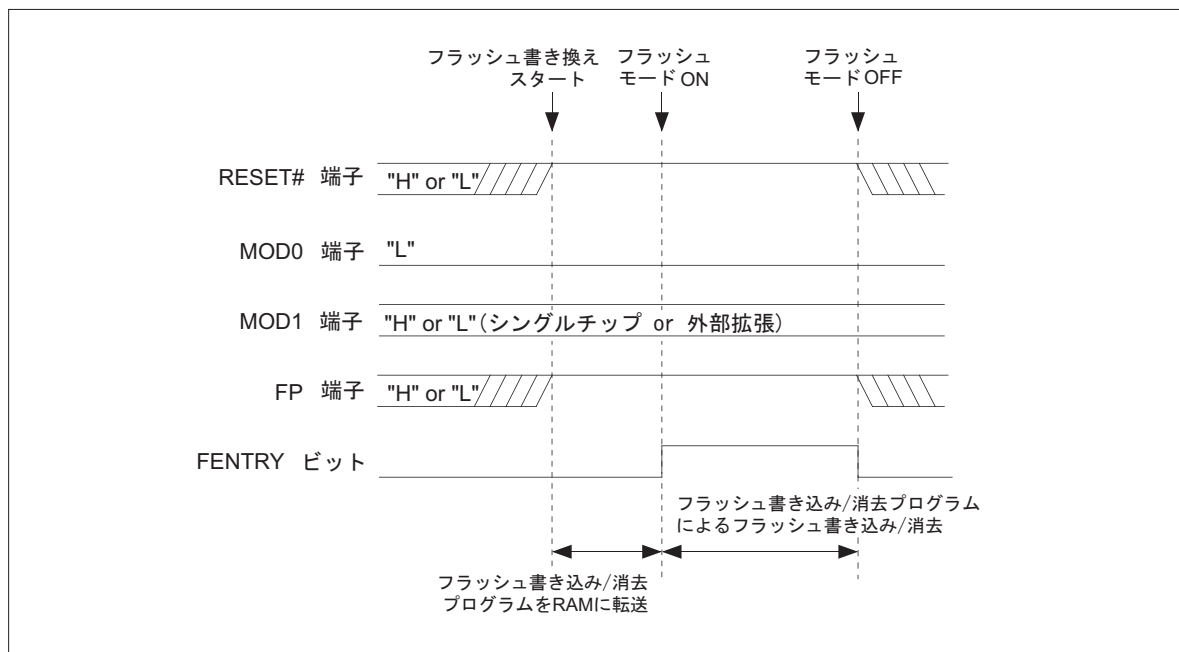 フラッシュ書き換え
スタート
フラッシュ
モード ON
フラッシュ
モード OFF
RESET# 端子 "H" or "L"
MOD0 端子 "L"
MOD1 端子 "H" or "L"(シングルチップ or 外部拡張)
FP 端子 "H" or "L"
FENTRY ビット
フラッシュ書き込み/消去プログラム
によるフラッシュ書き込み/消去
フラッシュ書き込み/消去
プログラムをRAMに転送